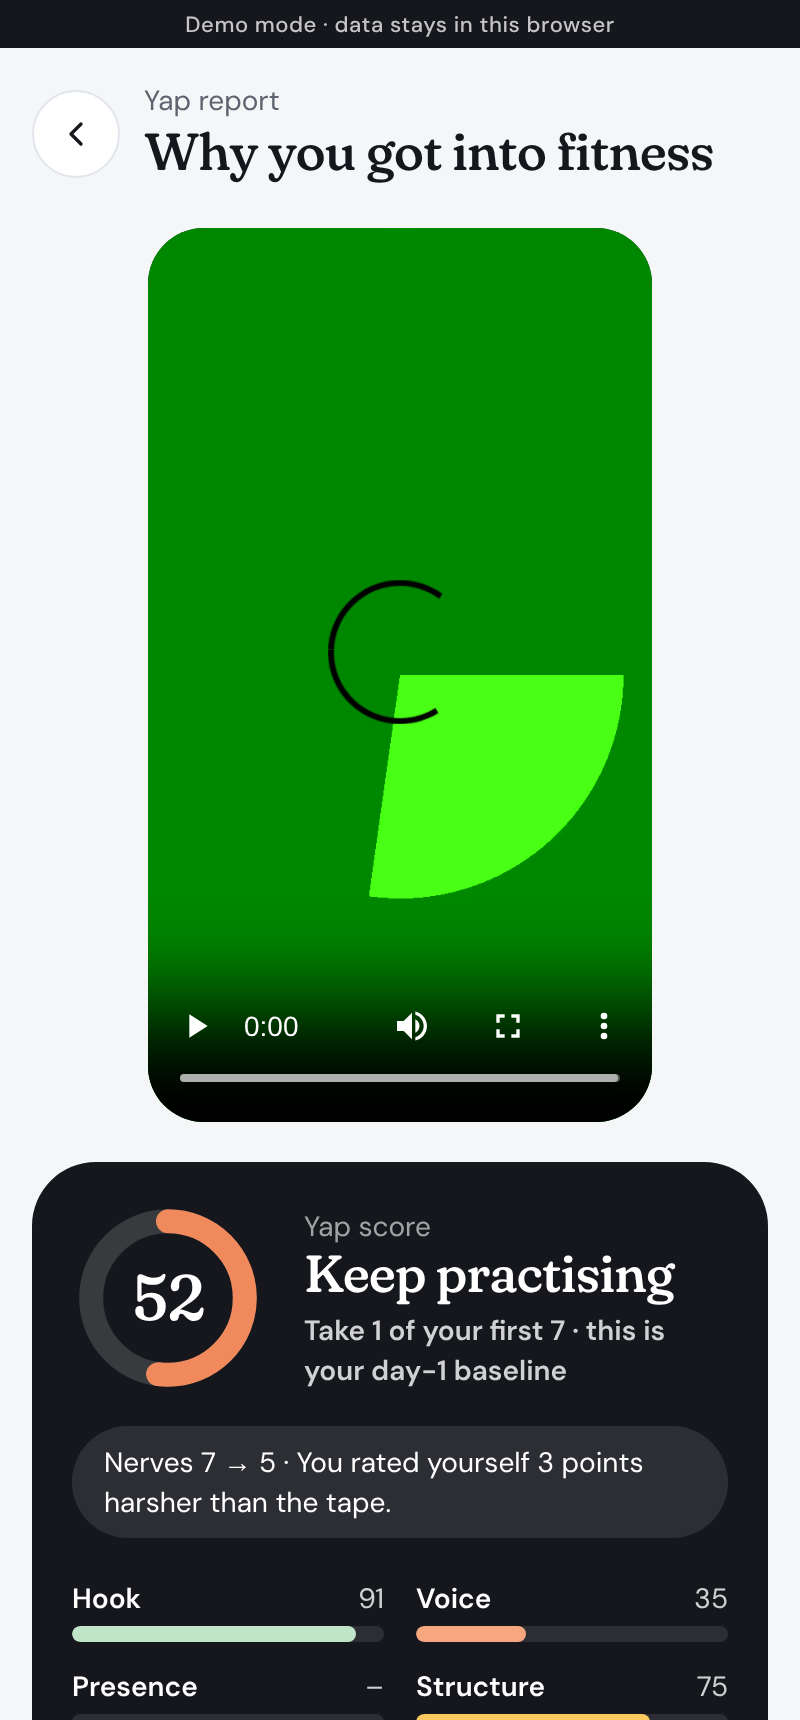 Demo mode · data stays in this browser
Yap report
Why you got into fitness
0:00
52
Yap score
Keep practising
Take 1 of your first 7 · this is
your day-1 baseline
Nerves 7 → 5 · You rated yourself 3 points
harsher than the tape.
Hook 91
Voice 35
Presence –
Structure 75